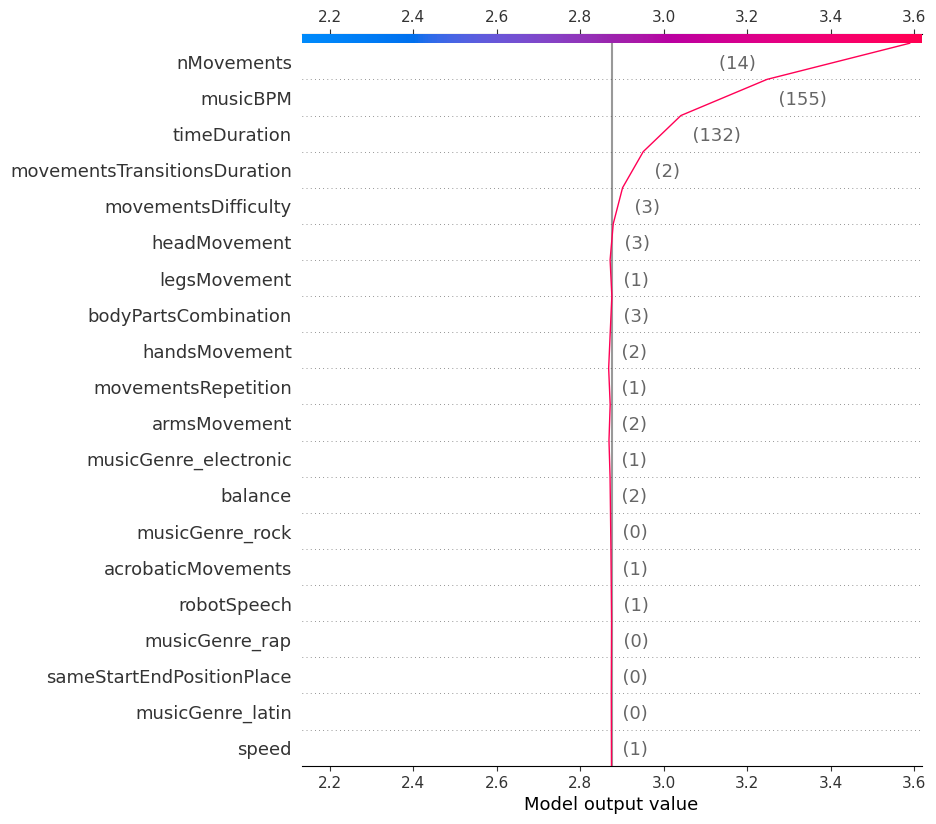 2.2 2.4 2.6 2.8 3.0 3.2 3.4 3.6
nMovements (14)
musicBPM (155)
timeDuration (132)
movementsTransitionsDuration (2)
movementsDifficulty (3)
headMovement (3)
legsMovement (1)
bodyPartsCombination (3)
handsMovement (2)
movementsRepetition (1)
armsMovement (2)
musicGenre_electronic (1)
balance (2)
musicGenre_rock (0)
acrobaticMovements (1)
robotSpeech (1)
musicGenre_rap (0)
sameStartEndPositionPlace (0)
musicGenre_latin (0)
speed (1)
2.2 2.4 2.6 2.8 3.0 3.2 3.4 3.6
Model output value